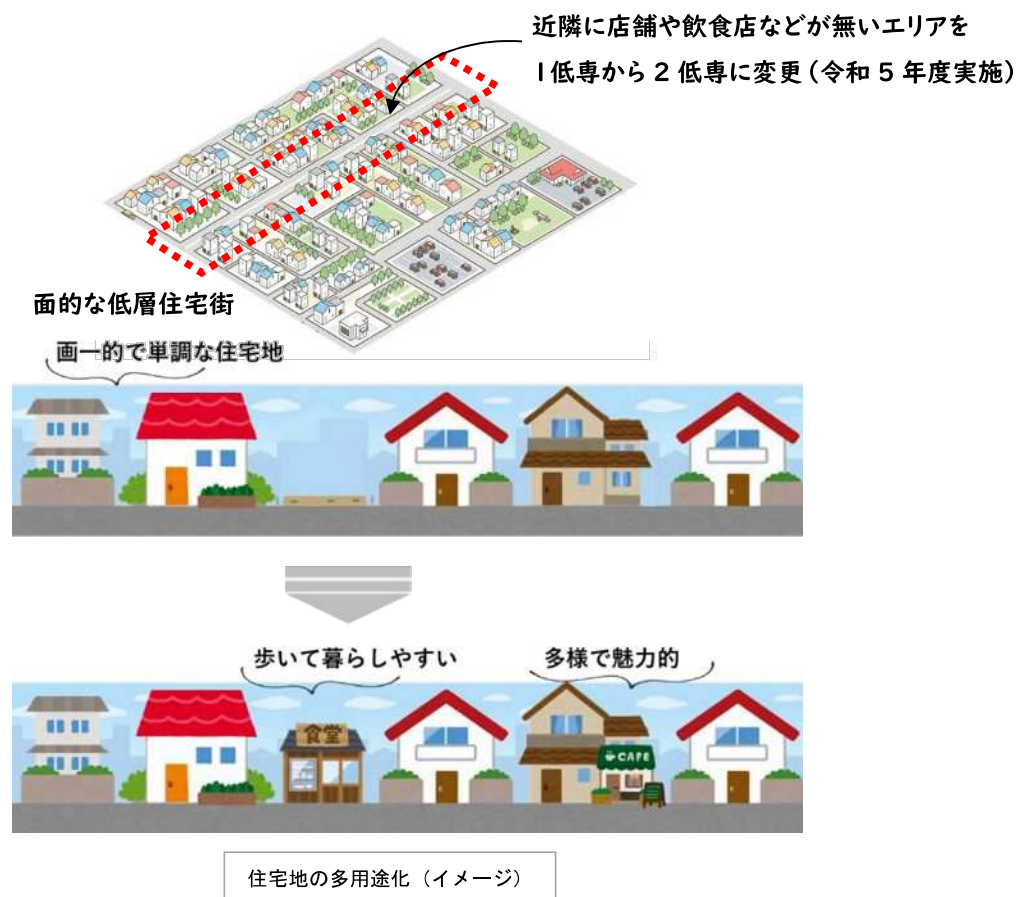 近隣に店舗や飲食店などが無いエリアを
1低専から2低専に変更(令和5年度実施)
面的な低層住宅街
画一的で単調な住宅地
歩いて暮らしやすい
多様で魅力的
食堂
CAFE
住宅地の多用途化(イメージ)